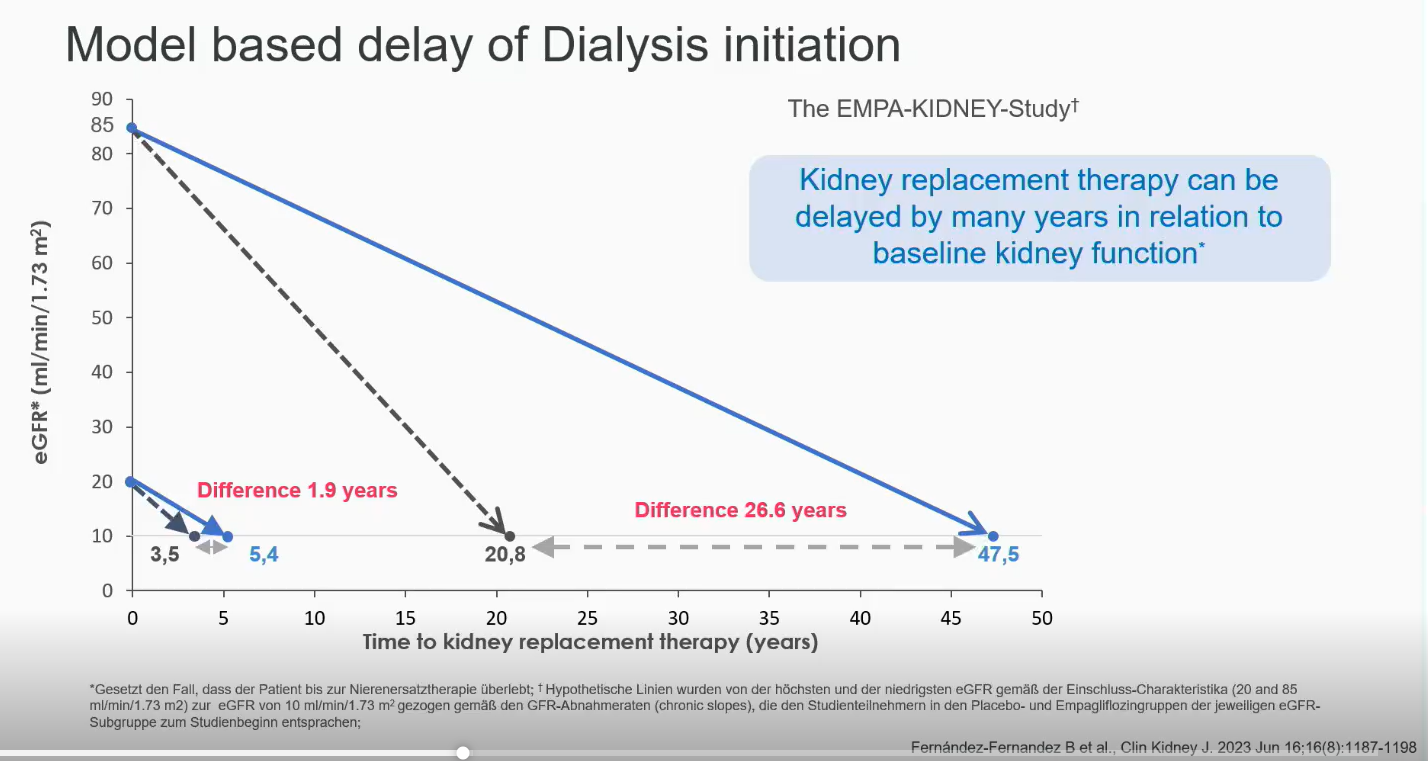 Model based delay of Dialysis initiation
The EMPA-KIDNEY-Study†
Kidney replacement therapy can be
delayed by many years in relation to
baseline kidney function*
eGFR* (ml/min/1.73 m²)
90
85
80
70
60
50
40
30
20
10
0
Difference 1.9 years
Difference 26.6 years
3,5
5,4
20,8
47,5
0 5 10 15 20 25 30 35 40 45 50
Time to kidney replacement therapy (years)
*Gesetzt den Fall, dass der Patient bis zur Nierenersatztherapie überlebt; † Hypothetische Linien wurden von der höchsten und der niedrigsten eGFR gemäß der Einschluss-Charakteristika (20 and 85
ml/min/1.73 m2) zur eGFR von 10 ml/min/1.73 m² gezogen gemäß den GFR-Abnahmeraten (chronic slopes), die den Studienteilnehmern in den Placebo- und Empagliflozingruppen der jeweiligen eGFR-
Subgruppe zum Studienbeginn entsprachen;
Fernández-Fernandez B et al., Clin Kidney J. 2023 Jun 16;16(8):1187-1198